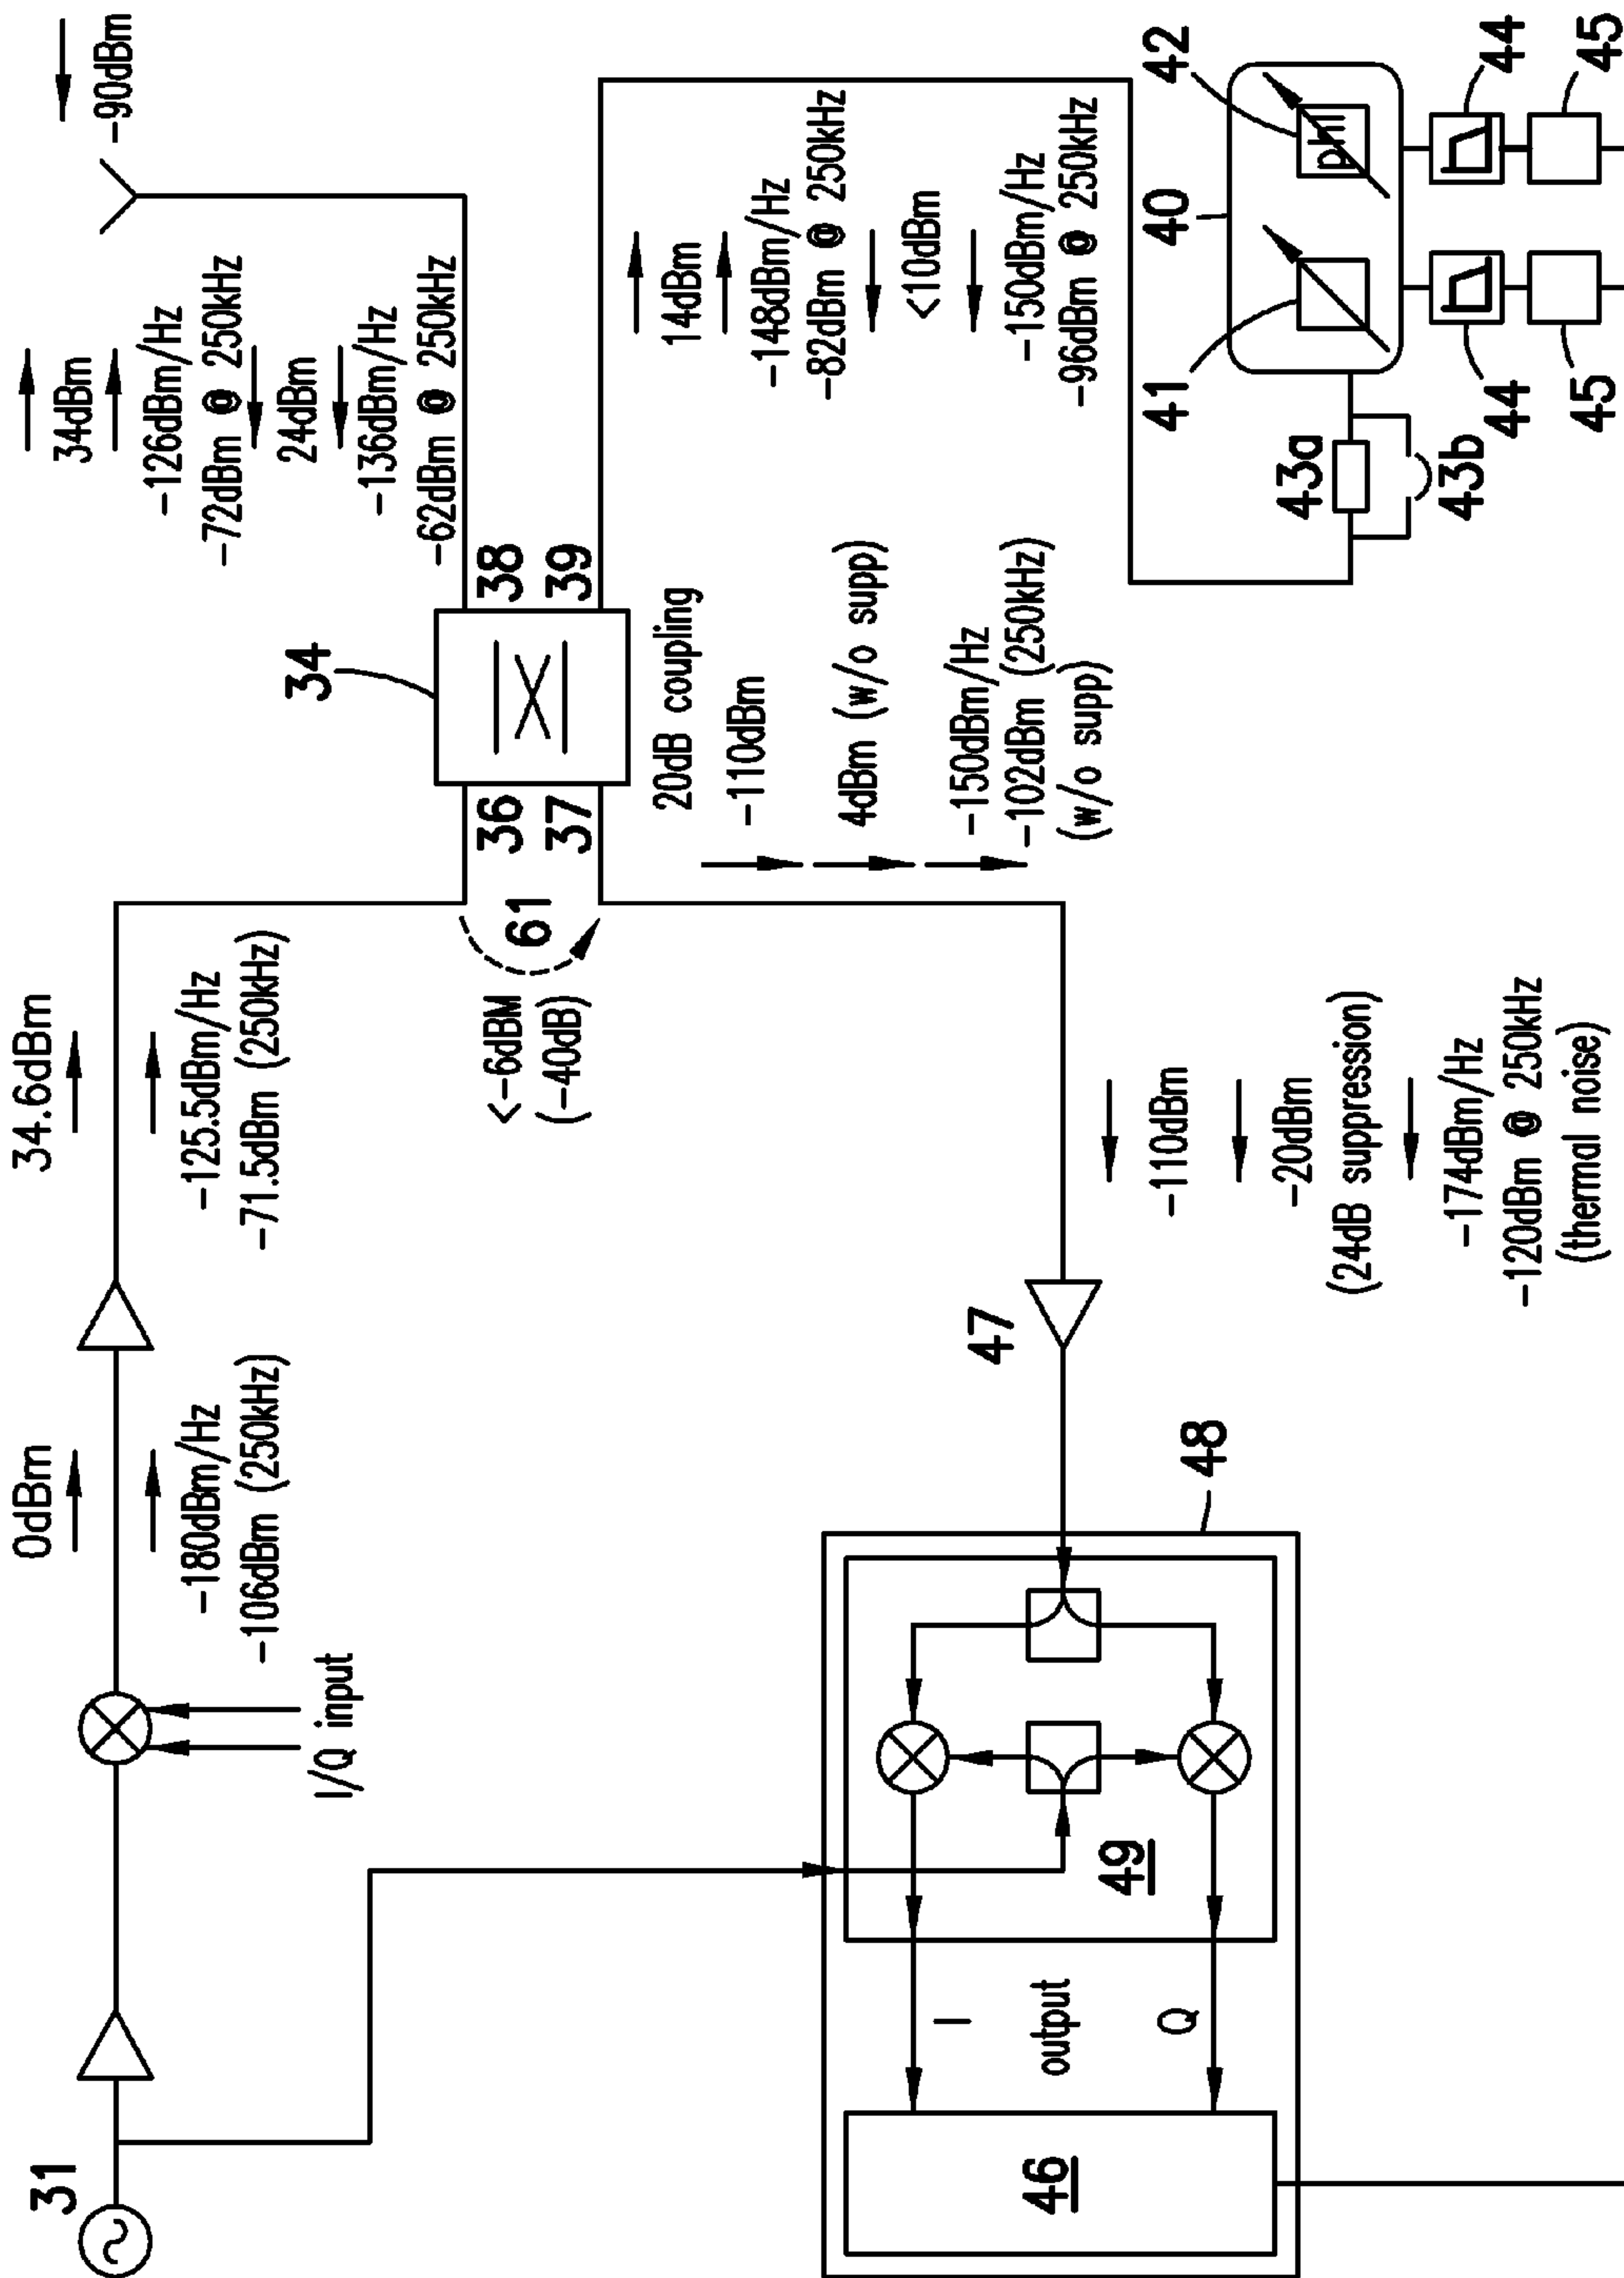 31
0dBm
-180dBm/Hz
-106dBm (250kHz)
I/Q input
34.6dBm
-125.5dBm/Hz
-71.5dBm (250kHz)
34
36
37
38
39
61
<-6dBM
(-40dB)
34dBm
-126dBm/Hz
-72dBm @ 250kHz
24dBm
-136dBm/Hz
-62dBm @ 250kHz
-90dBm
20dB coupling
-110dBm
4dBm (w/o supp)
-150dBm/Hz
-102dBm (250kHz)
(w/o supp)
14dBm
-148dBm/Hz
-82dBm @ 250kHz
<10dBm
-150dBm/Hz
-96dBm @ 250kHz
40
41
42
phi
43a
43b
44
44
45
45
47
-110dBm
-20dBm
(24dB suppression)
-174dBm/Hz
-120dBm @ 250kHz
(thermal noise)
48
49
I
output
Q
46